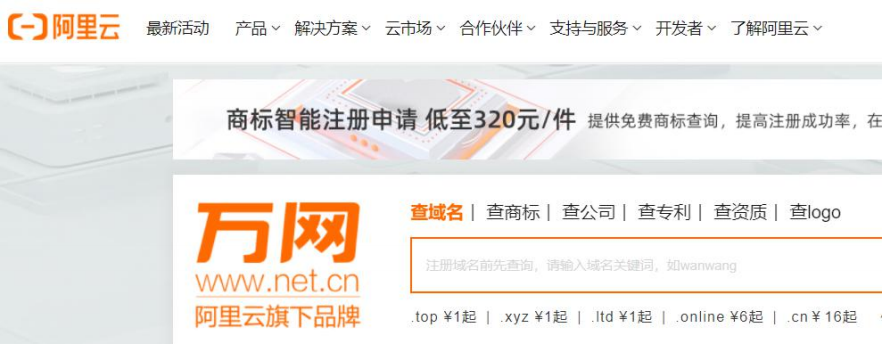 阿里云 最新活动 产品 解决方案 云市场 合作伙伴 支持与服务 开发者 了解阿里云
商标智能注册申请 低至320元/件 提供免费商标查询，提高注册成功率，在
万网
www.net.cn
阿里云旗下品牌
查域名 | 查商标 | 查公司 | 查专利 | 查资质 | 查logo
注册域名前先查询，请输入域名关键词，如wanwang
.top ¥1起 | .xyz ¥1起 | .ltd ¥1起 | .online ¥6起 | .cn ¥ 16起